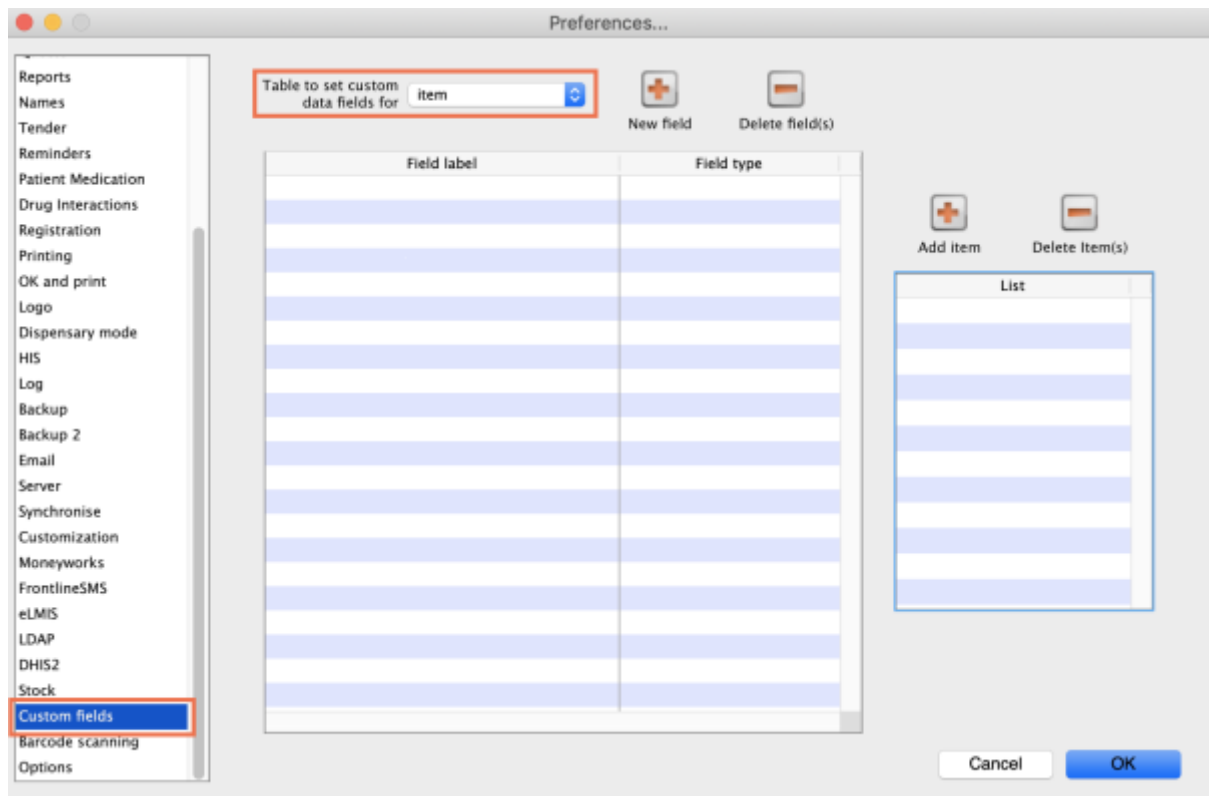 Preferences...
Reports
Names
Tender
Reminders
Patient Medication
Drug Interactions
Registration
Printing
OK and print
Logo
Dispensary mode
HIS
Log
Backup
Backup 2
Email
Server
Synchronise
Customization
Moneyworks
FrontlineSMS
eLMIS
LDAP
DHIS2
Stock
Custom fields
Barcode scanning
Options
Table to set custom
data fields for
item
New field
Delete field(s)
Field label
Field type
Add item
Delete Item(s)
List
Cancel
OK